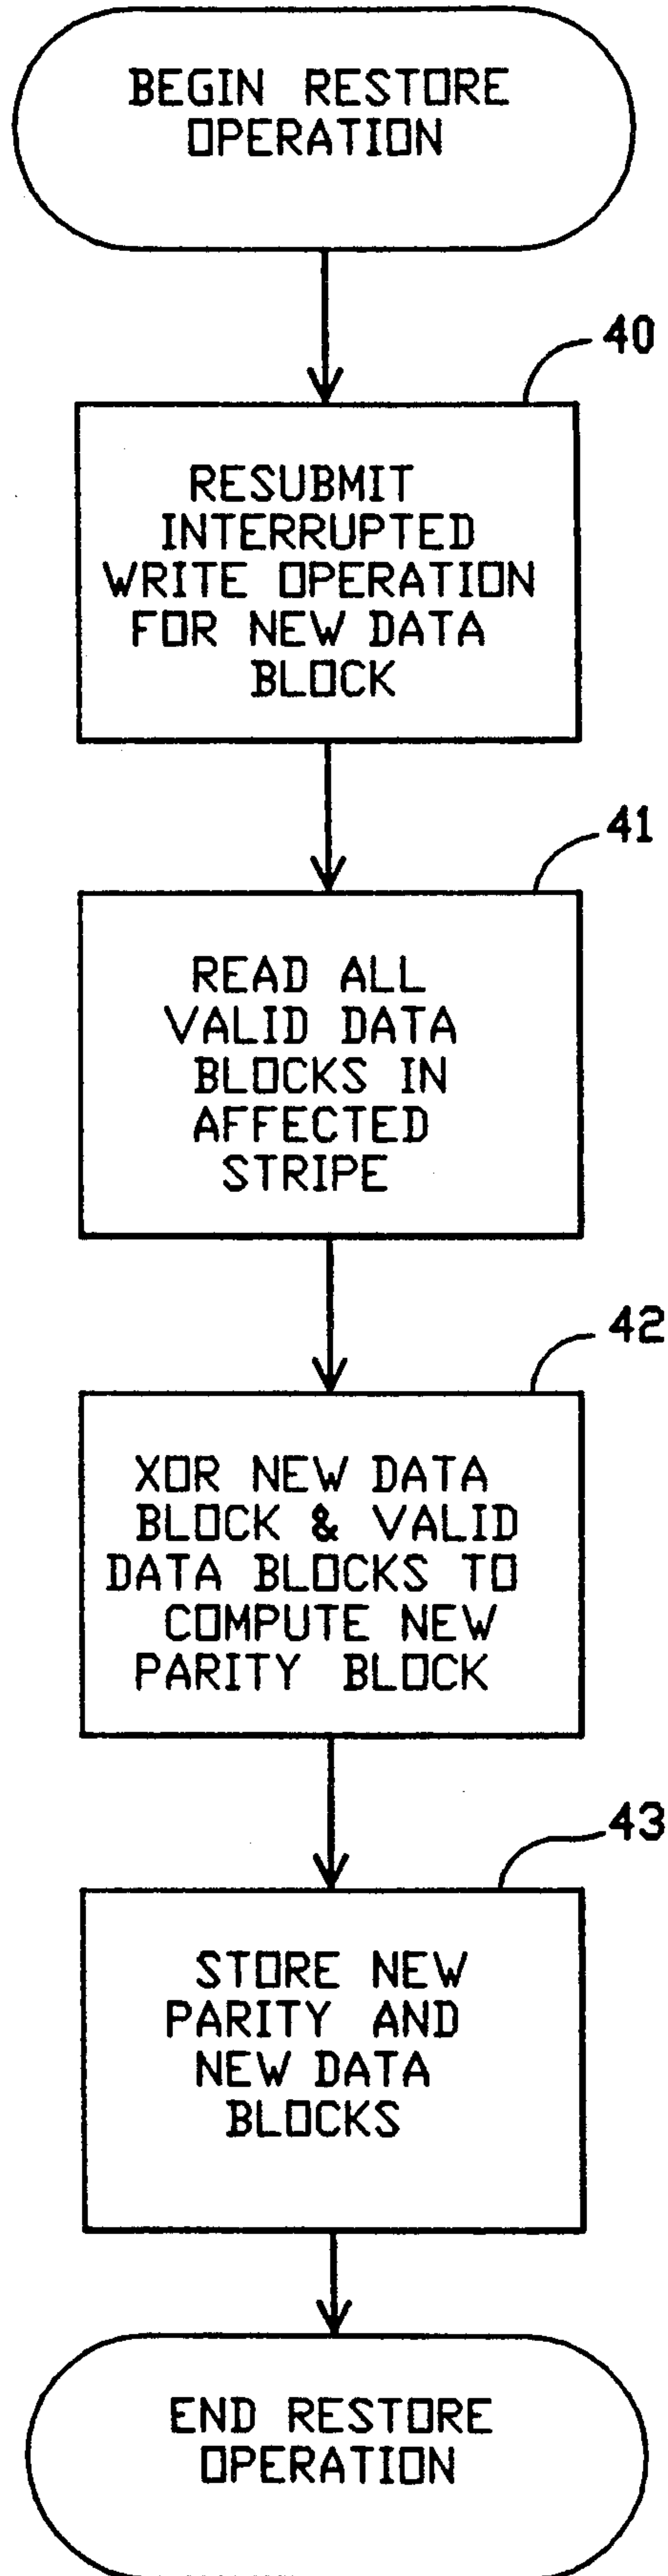 BEGIN RESTORE
OPERATION
40
RESUBMIT
INTERRUPTED
WRITE OPERATION
FOR NEW DATA
BLOCK
41
READ ALL
VALID DATA
BLOCKS IN
AFFECTED
STRIPE
42
XOR NEW DATA
BLOCK & VALID
DATA BLOCKS TO
COMPUTE NEW
PARITY BLOCK
43
STORE NEW
PARITY AND
NEW DATA
BLOCKS
END RESTORE
OPERATION